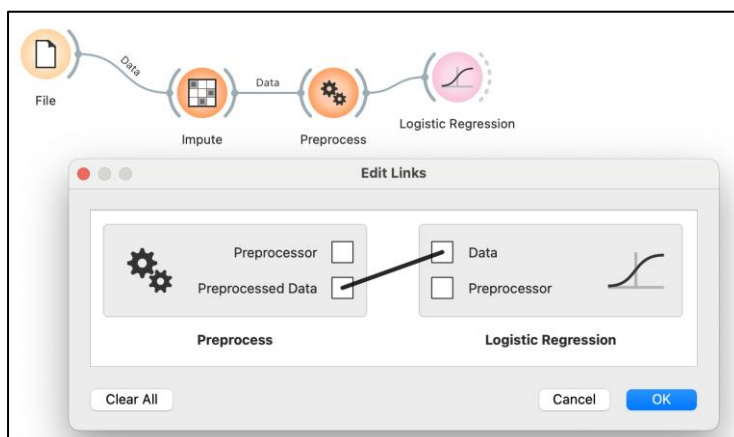 Data
File
Data
Impute
Preprocess
Logistic Regression
Edit Links
Preprocessor
Preprocessed Data
Preprocess
Data
Preprocessor
Logistic Regression
Clear All
Cancel
OK